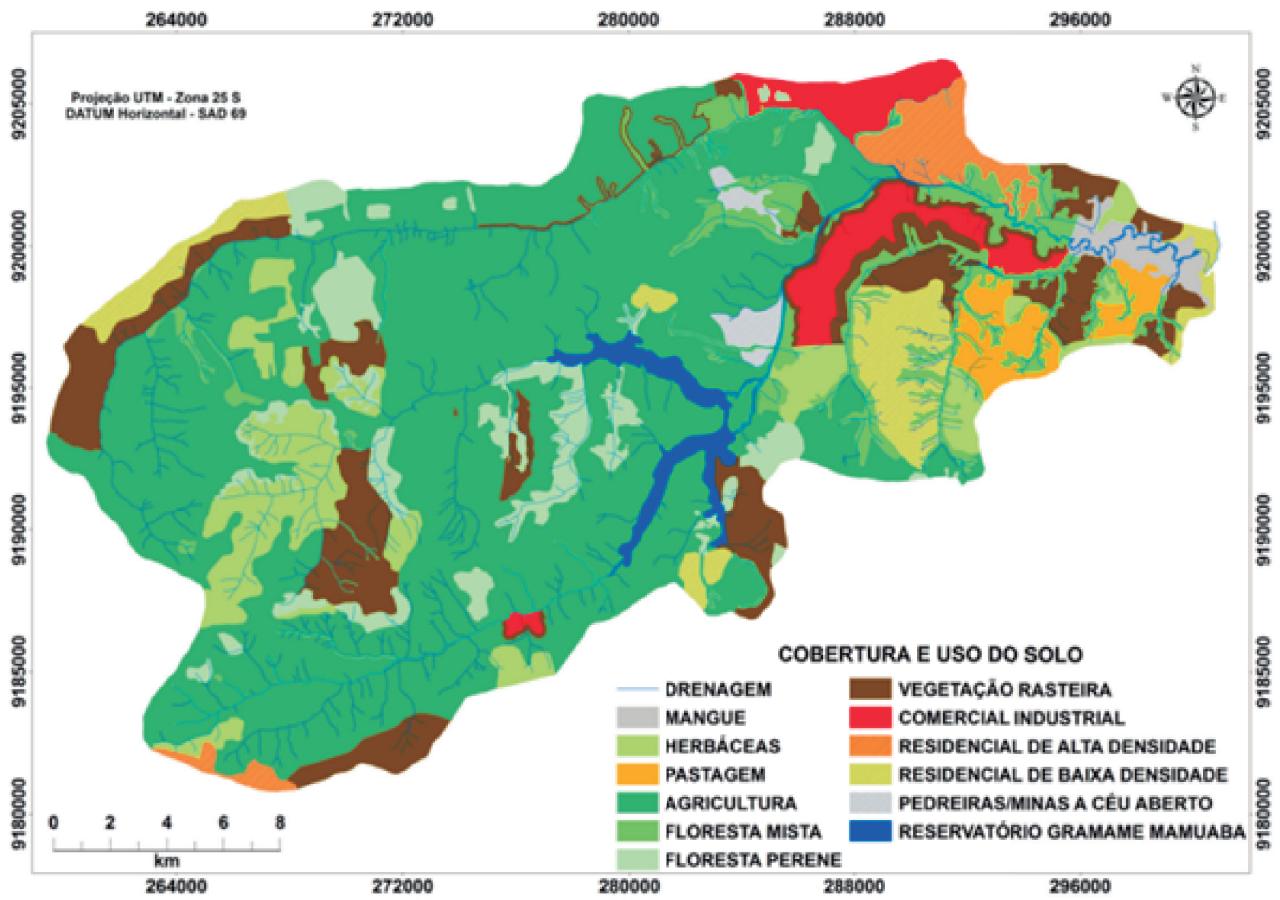 264000 272000 280000 288000 296000
Projeção UTM - Zona 25 S
DATUM Horizontal - SAD 69
N
W E
S
9205000 9205000
9200000 9200000
9195000 9195000
9190000 9190000
9185000 9185000
9180000 9180000
COBERTURA E USO DO SOLO
DRENAGEM
MANGUE
HERBÁCEAS
PASTAGEM
AGRICULTURA
FLORESTA MISTA
FLORESTA PERENE
VEGETAÇÃO RASTEIRA
COMERCIAL INDUSTRIAL
RESIDENCIAL DE ALTA DENSIDADE
RESIDENCIAL DE BAIXA DENSIDADE
PEDREIRAS/MINAS A CÉU ABERTO
RESERVATÓRIO GRAMAME MAMUABA
0 2 4 6 8
km
264000 272000 280000 288000 296000